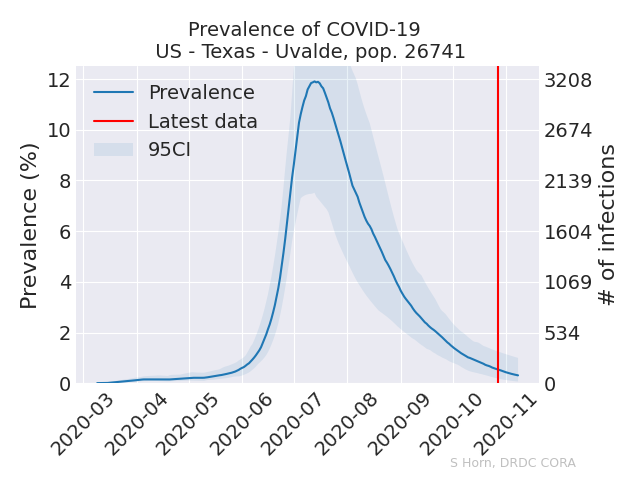 Prevalence of COVID-19
US - Texas - Uvalde, pop. 26741
Prevalence
Latest data
95CI
Prevalence (%)
12
10
8
6
4
2
0
3208
2674
2139
1604
1069
534
0
# of infections
2020-03
2020-04
2020-05
2020-06
2020-07
2020-08
2020-09
2020-10
2020-11
S Horn, DRDC CORA